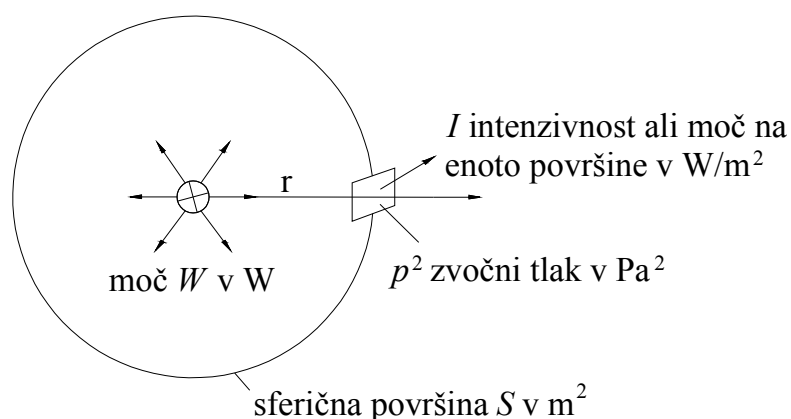 I intenzivnost ali moč na
enoto površine v W/m²
r
moč W v W
p² zvočni tlak v Pa²
sferična površina S v m²